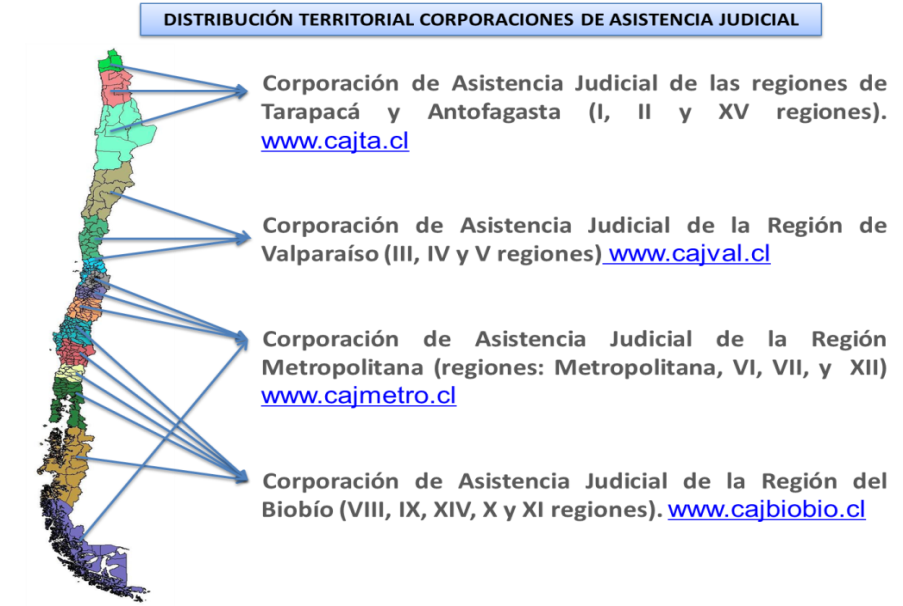 DISTRIBUCIÓN TERRITORIAL CORPORACIONES DE ASISTENCIA JUDICIAL
Corporación de Asistencia Judicial de las regiones de
Tarapacá y Antofagasta (I, II y XV regiones).
www.cajta.cl
Corporación de Asistencia Judicial de la Región de
Valparaíso (III, IV y V regiones) www.cajval.cl
Corporación de Asistencia Judicial de la Región
Metropolitana (regiones: Metropolitana, VI, VII, y XII)
www.cajmetro.cl
Corporación de Asistencia Judicial de la Región del
Biobío (VIII, IX, XIV, X y XI regiones). www.cajbiobio.cl